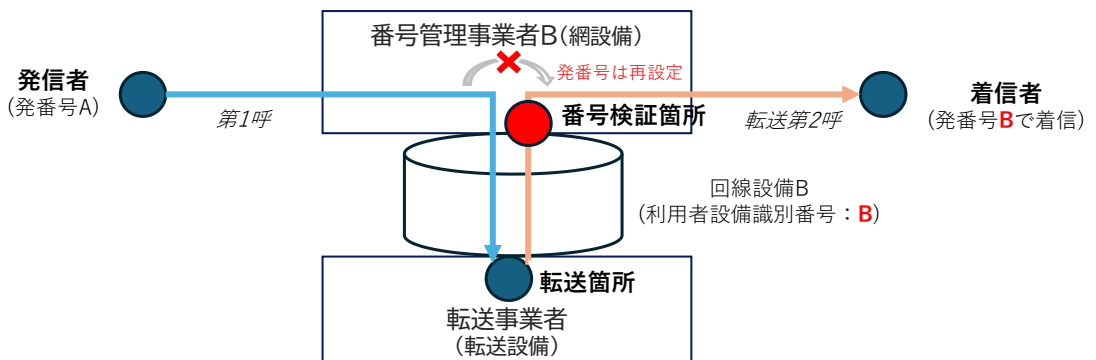 番号管理事業者B(網設備)
発番号は再設定
発信者
(発番号A)
第1呼
番号検証箇所
転送第2呼
着信者
(発番号Bで着信)
回線設備B
(利用者設備識別番号：B)
転送箇所
転送事業者
(転送設備)